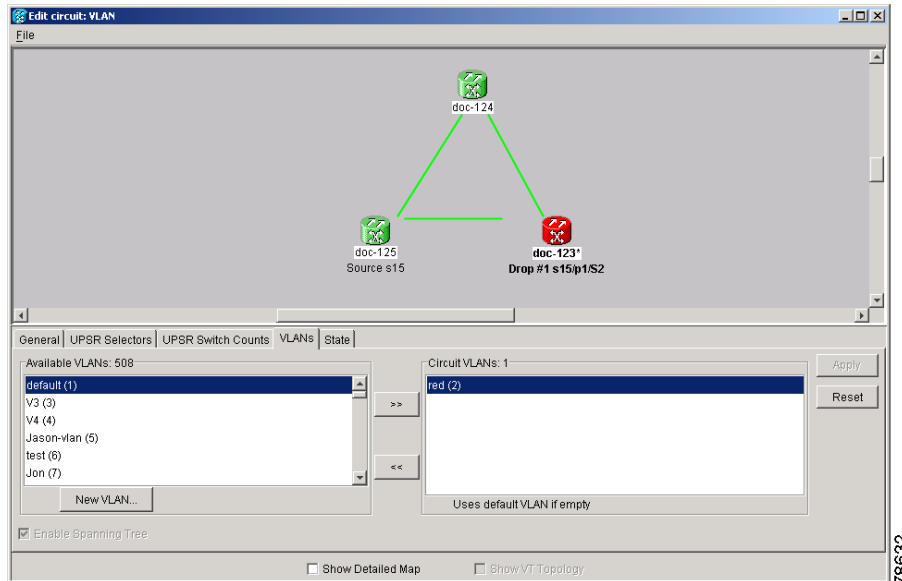 Edit circuit: VLAN
File
doc-124
doc-125
Source s15
doc-123*
Drop #1 s15/p1/S2
General UPSR Selectors UPSR Switch Counts VLANs State
Available VLANs: 508
default (1)
V3 (3)
V4 (4)
Jason-vlan (5)
test (6)
Jon (7)
New VLAN...
>>
<<
Circuit VLANs: 1
red (2)
Uses default VLAN if empty
Apply
Reset
Enable Spanning Tree
Show Detailed Map Show VT Topology
78632